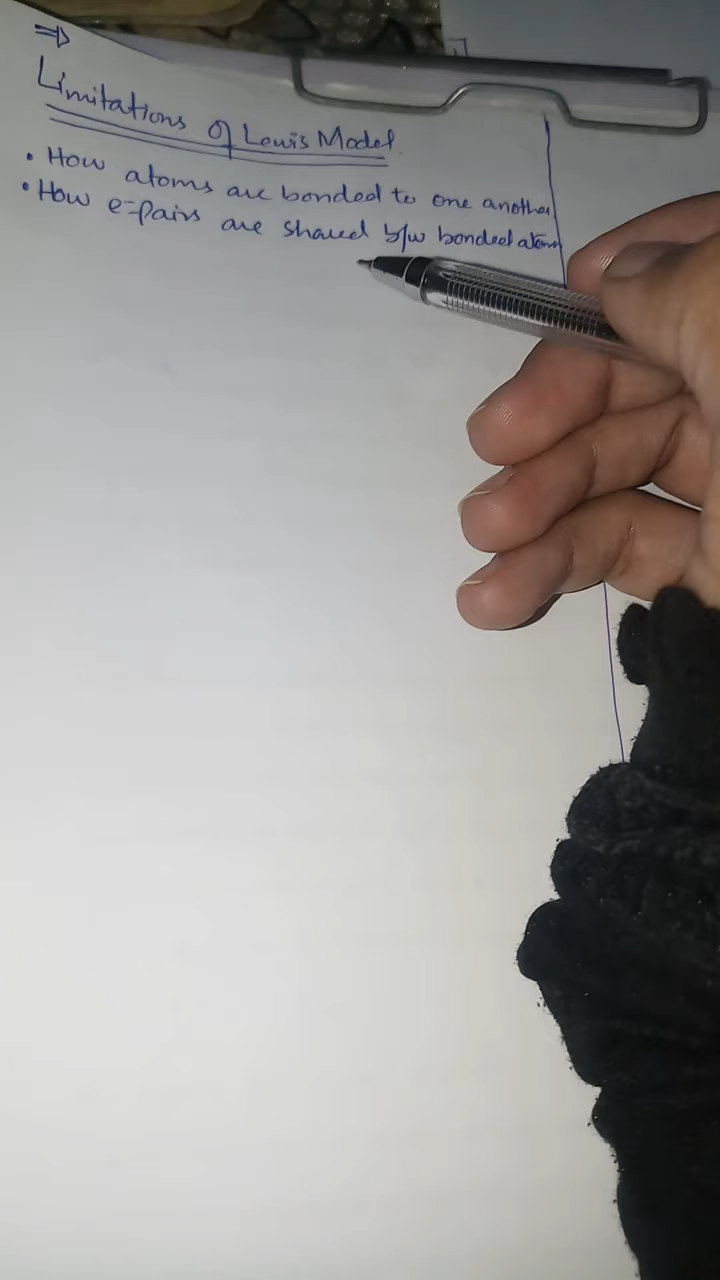 ⇒
Limitations of Lewis Model
• How atoms are bonded to one another
• How e-pairs are shared b/w bonded atoms